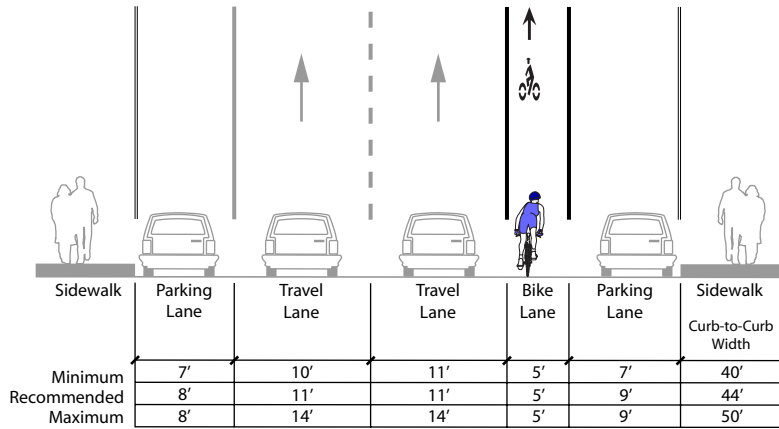 Sidewalk Parking Lane Travel Lane Travel Lane Bike Lane Parking Lane Sidewalk
Curb-to-Curb Width
Minimum 7′ 10′ 11′ 5′ 7′ 40′
Recommended 8′ 11′ 11′ 5′ 9′ 44′
Maximum 8′ 14′ 14′ 5′ 9′ 50′